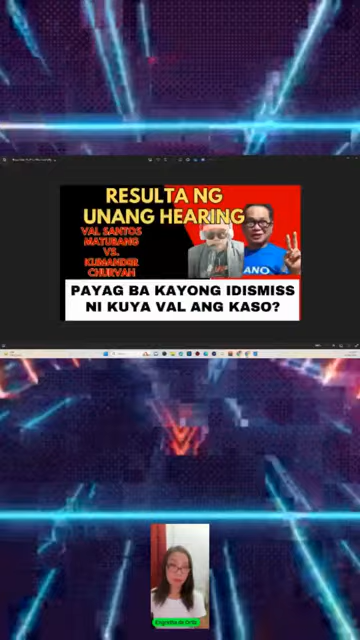 RESULTA NG
UNANG HEARING
VAL SANTOS
MATUBANG
VS.
KUMANDER
CHURVAH
ANO
PAYAG BA KAYONG IDISMISS
NI KUYA VAL ANG KASO?